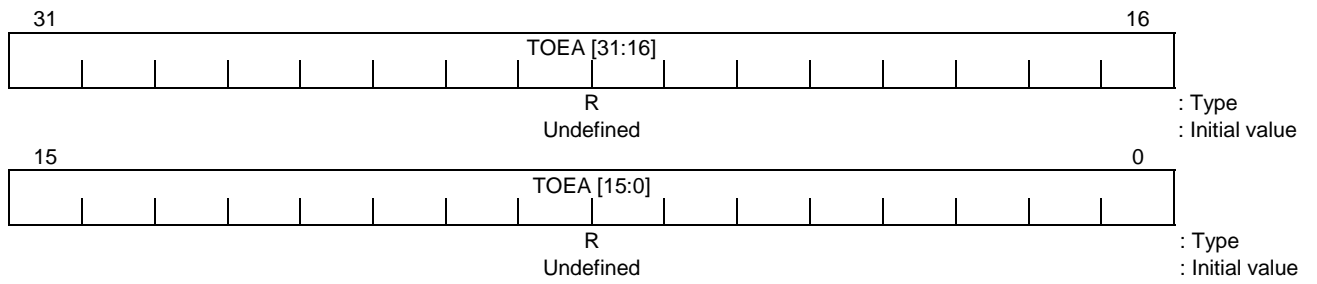 31 16
TOEA [31:16]
R : Type
Undefined : Initial value
15 0
TOEA [15:0]
R : Type
Undefined : Initial value